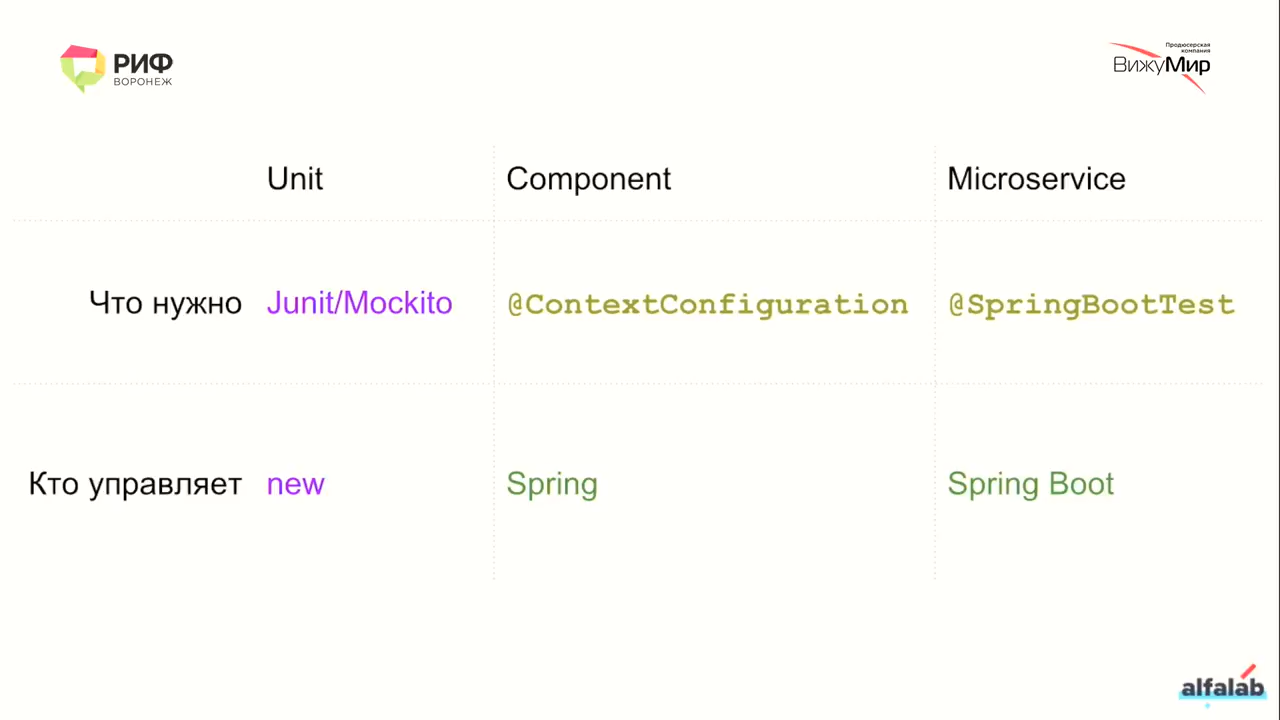 РИФ
ВОРОНЕЖ
Продюсерская
компания
ВижуМир
Unit Component Microservice
Что нужно Junit/Mockito @ContextConfiguration @SpringBootTest
Кто управляет new Spring Spring Boot
alfalab